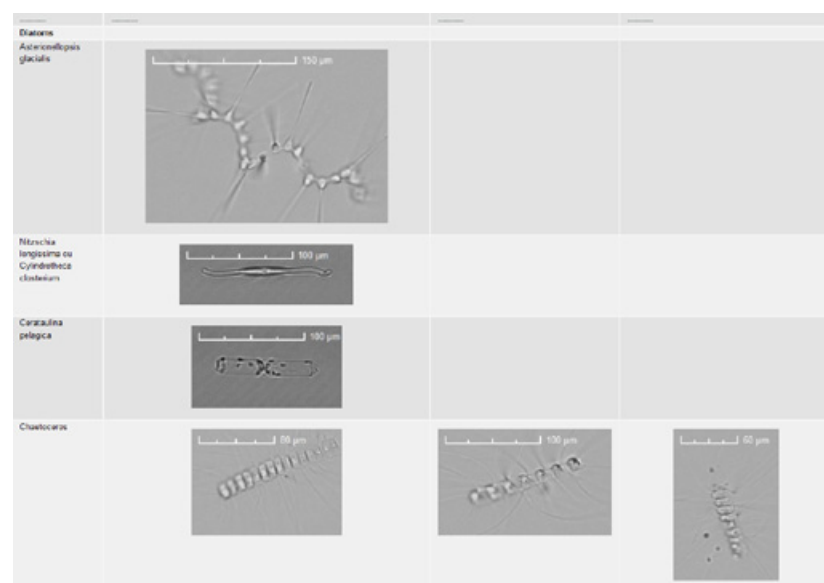 Diatoms
Asterionellopsis
glacialis
150 µm
Nitzschia
longissima ou
Cylindrotheca
closterium
100 µm
Cerataulina
pelagica
100 µm
Chaetoceros
60 µm
100 µm
60 µm